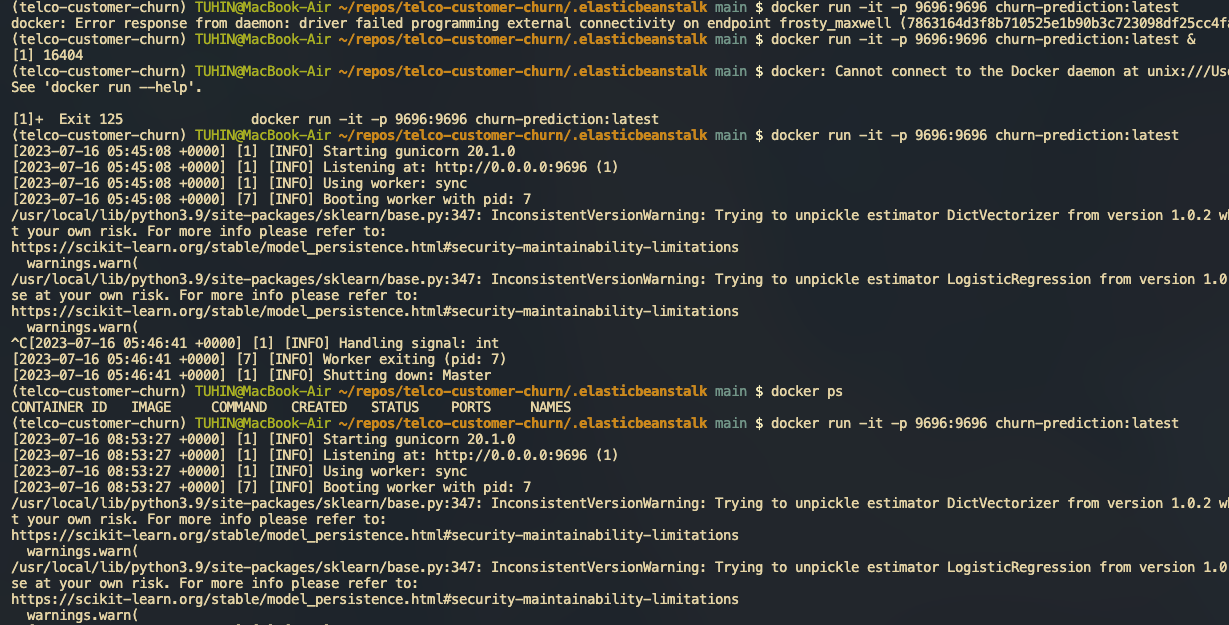 (telco-customer-churn) TUHIN@MacBook-Air ~/repos/telco-customer-churn/.elasticbeanstalk main $ docker run -it -p 9696:9696 churn-prediction:latest
docker: Error response from daemon: driver failed programming external connectivity on endpoint frosty_maxwell (7863164d3f8b710525e1b90b3c723098df25cc4f
(telco-customer-churn) TUHIN@MacBook-Air ~/repos/telco-customer-churn/.elasticbeanstalk main $ docker run -it -p 9696:9696 churn-prediction:latest &
[1] 16404
(telco-customer-churn) TUHIN@MacBook-Air ~/repos/telco-customer-churn/.elasticbeanstalk main $ docker: Cannot connect to the Docker daemon at unix:///Use
See 'docker run --help'.
[1]+  Exit 125                docker run -it -p 9696:9696 churn-prediction:latest
(telco-customer-churn) TUHIN@MacBook-Air ~/repos/telco-customer-churn/.elasticbeanstalk main $ docker run -it -p 9696:9696 churn-prediction:latest
[2023-07-16 05:45:08 +0000] [1] [INFO] Starting gunicorn 20.1.0
[2023-07-16 05:45:08 +0000] [1] [INFO] Listening at: http://0.0.0.0:9696 (1)
[2023-07-16 05:45:08 +0000] [1] [INFO] Using worker: sync
[2023-07-16 05:45:08 +0000] [7] [INFO] Booting worker with pid: 7
/usr/local/lib/python3.9/site-packages/sklearn/base.py:347: InconsistentVersionWarning: Trying to unpickle estimator DictVectorizer from version 1.0.2 wh
t your own risk. For more info please refer to:
https://scikit-learn.org/stable/model_persistence.html#security-maintainability-limitations
  warnings.warn(
/usr/local/lib/python3.9/site-packages/sklearn/base.py:347: InconsistentVersionWarning: Trying to unpickle estimator LogisticRegression from version 1.0
se at your own risk. For more info please refer to:
https://scikit-learn.org/stable/model_persistence.html#security-maintainability-limitations
  warnings.warn(
^C[2023-07-16 05:46:41 +0000] [1] [INFO] Handling signal: int
[2023-07-16 05:46:41 +0000] [7] [INFO] Worker exiting (pid: 7)
[2023-07-16 05:46:41 +0000] [1] [INFO] Shutting down: Master
(telco-customer-churn) TUHIN@MacBook-Air ~/repos/telco-customer-churn/.elasticbeanstalk main $ docker ps
CONTAINER ID   IMAGE     COMMAND   CREATED   STATUS    PORTS     NAMES
(telco-customer-churn) TUHIN@MacBook-Air ~/repos/telco-customer-churn/.elasticbeanstalk main $ docker run -it -p 9696:9696 churn-prediction:latest
[2023-07-16 08:53:27 +0000] [1] [INFO] Starting gunicorn 20.1.0
[2023-07-16 08:53:27 +0000] [1] [INFO] Listening at: http://0.0.0.0:9696 (1)
[2023-07-16 08:53:27 +0000] [1] [INFO] Using worker: sync
[2023-07-16 08:53:27 +0000] [7] [INFO] Booting worker with pid: 7
/usr/local/lib/python3.9/site-packages/sklearn/base.py:347: InconsistentVersionWarning: Trying to unpickle estimator DictVectorizer from version 1.0.2 wh
t your own risk. For more info please refer to:
https://scikit-learn.org/stable/model_persistence.html#security-maintainability-limitations
  warnings.warn(
/usr/local/lib/python3.9/site-packages/sklearn/base.py:347: InconsistentVersionWarning: Trying to unpickle estimator LogisticRegression from version 1.0
se at your own risk. For more info please refer to:
https://scikit-learn.org/stable/model_persistence.html#security-maintainability-limitations
  warnings.warn(